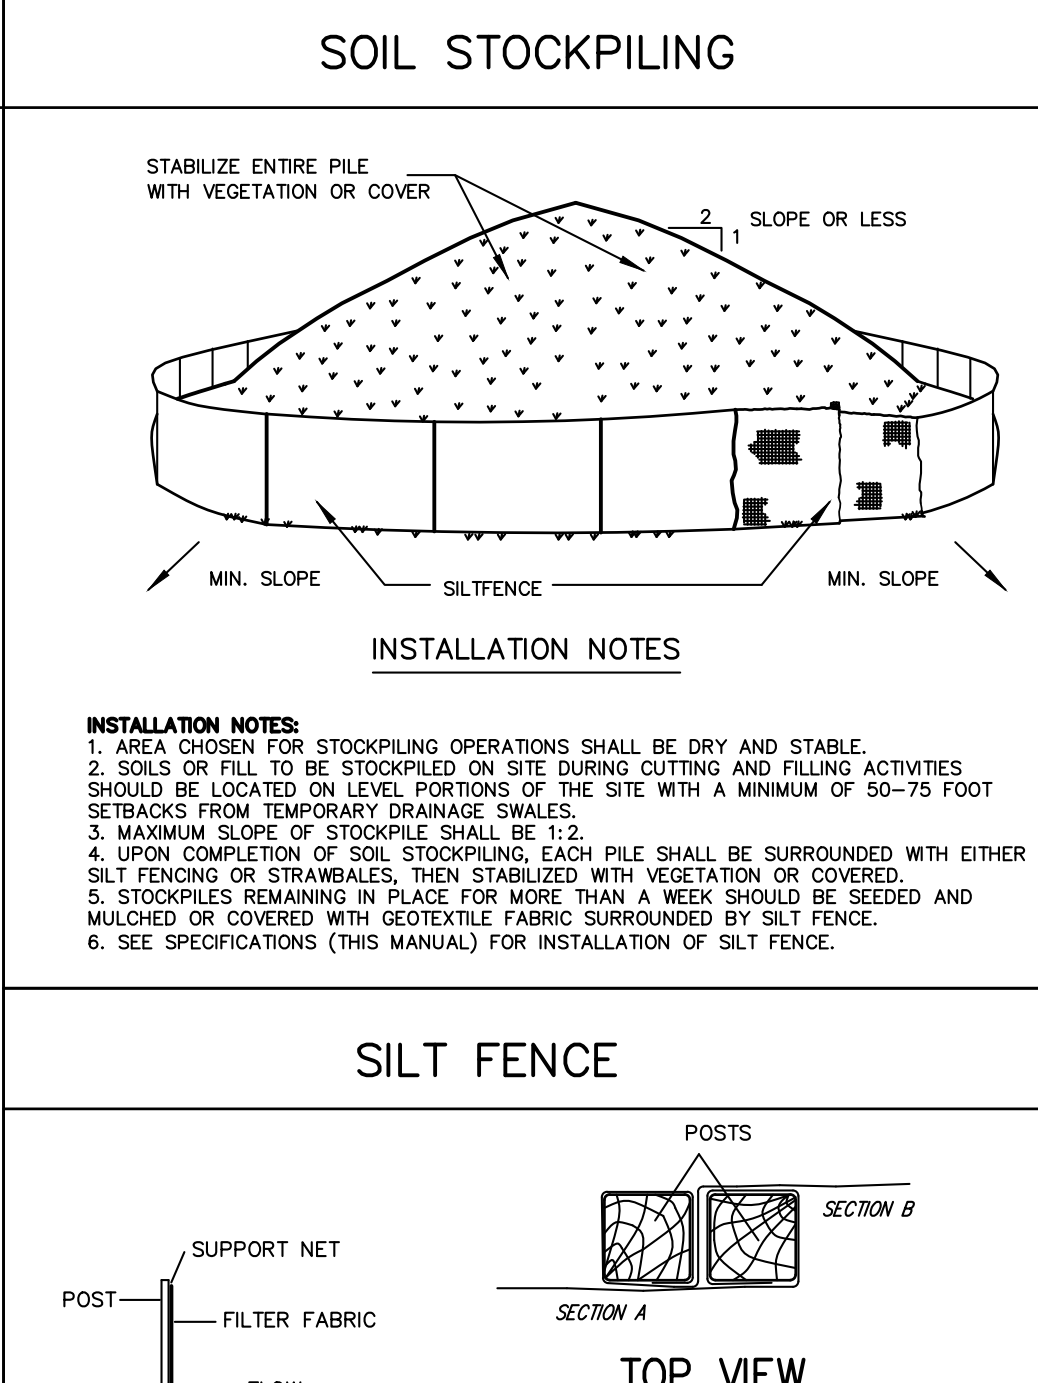 SOIL STOCKPILING
STABILIZE ENTIRE PILE
WITH VEGETATION OR COVER
2
1
SLOPE OR LESS
MIN. SLOPE
SILTFENCE
MIN. SLOPE
INSTALLATION NOTES
INSTALLATION NOTES:
1. AREA CHOSEN FOR STOCKPILING OPERATIONS SHALL BE DRY AND STABLE.
2. SOILS OR FILL TO BE STOCKPILED ON SITE DURING CUTTING AND FILLING ACTIVITIES
SHOULD BE LOCATED ON LEVEL PORTIONS OF THE SITE WITH A MINIMUM OF 50-75 FOOT
SETBACKS FROM TEMPORARY DRAINAGE SWALES.
3. MAXIMUM SLOPE OF STOCKPILE SHALL BE 1:2.
4. UPON COMPLETION OF SOIL STOCKPILING, EACH PILE SHALL BE SURROUNDED WITH EITHER
SILT FENCING OR STRAWBALES, THEN STABILIZED WITH VEGETATION OR COVERED.
5. STOCKPILES REMAINING IN PLACE FOR MORE THAN A WEEK SHOULD BE SEEDED AND
MULCHED OR COVERED WITH GEOTEXTILE FABRIC SURROUNDED BY SILT FENCE.
6. SEE SPECIFICATIONS (THIS MANUAL) FOR INSTALLATION OF SILT FENCE.
SILT FENCE
POSTS
SECTION B
SUPPORT NET
POST
SECTION A
FILTER FABRIC
TOP VIEW